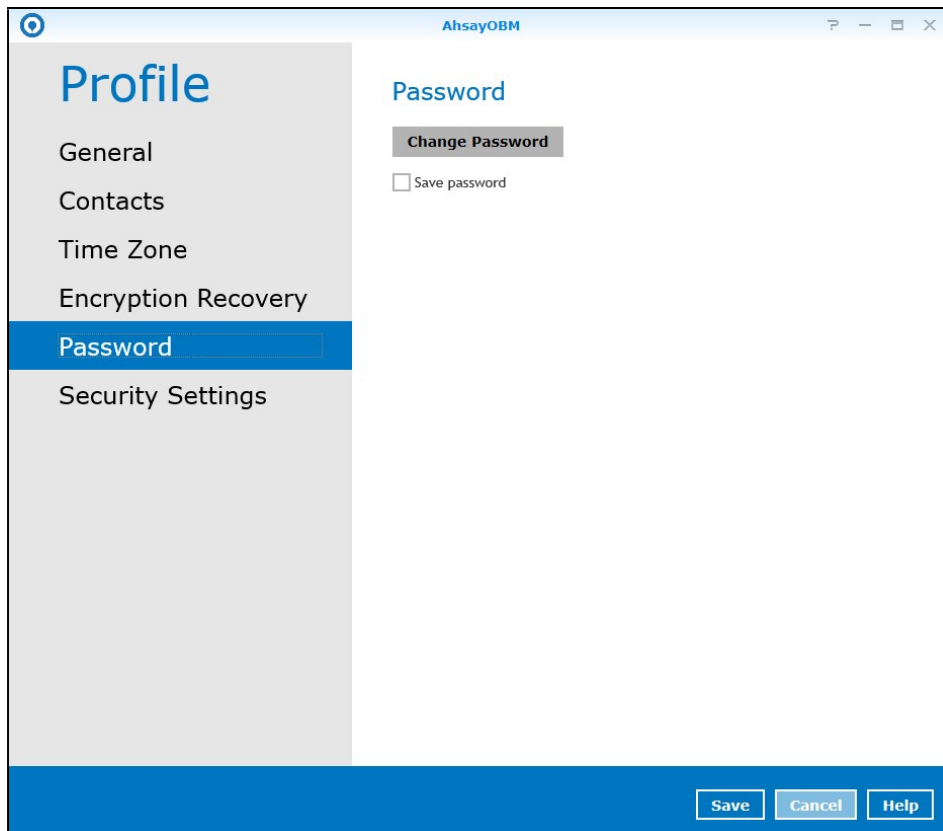 AhsayOBM
Profile
General
Contacts
Time Zone
Encryption Recovery
Password
Security Settings
Password
Change Password
Save password
Save
Cancel
Help